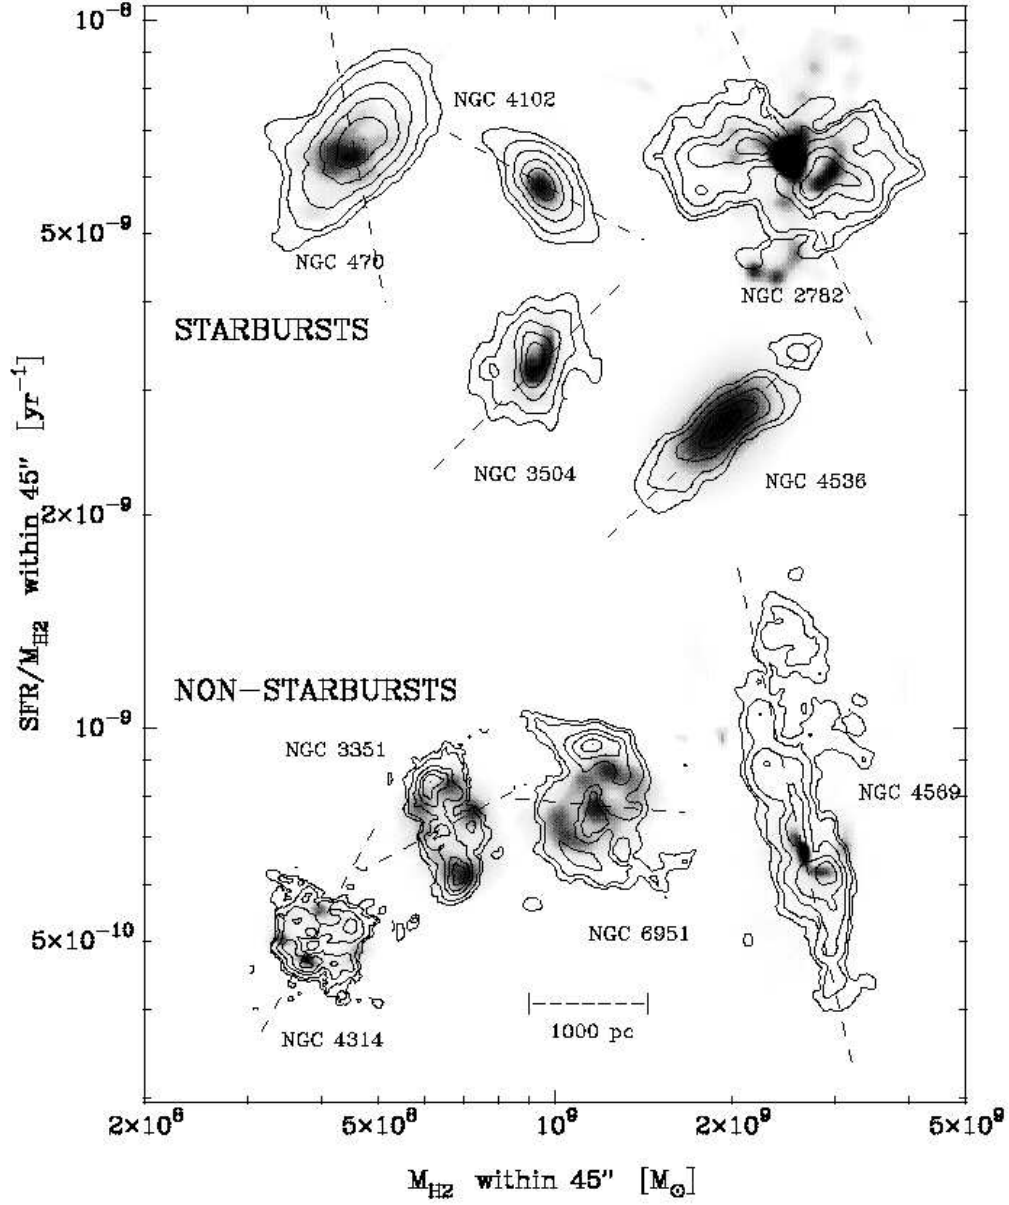 10⁻⁸
NGC 4102
5×10⁻⁹
NGC 470
NGC 2782
STARBURSTS
NGC 3504
NGC 4536
2×10⁻⁹
SFR/M_H2 within 45" [yr⁻¹]
NON-STARBURSTS
10⁻⁹
NGC 3351
NGC 4569
NGC 6951
5×10⁻¹⁰
1000 pc
NGC 4314
2×10⁸ 5×10⁸ 10⁹ 2×10⁹ 5×10⁹
M_H2 within 45" [M_⊙]